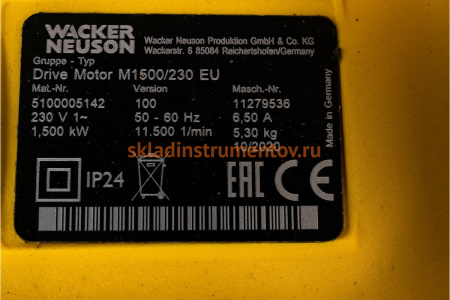 WACKER
NEUSON
Wacker Neuson Produktion GmbH & Co. KG
Wackerstr. 6 85084 Reichertshofen/Germany
Gruppe - Typ
Drive Motor M1500/230 EU
Mat.-Nr. Version Masch.-Nr.
5100005142 100 11279536
230 V 1~ 50 - 60 Hz 6,50 A
1,500 kW 11.500 1/min 5,30 kg
10/2020
Made in Germany
складinstrumentov.ru
IP24 EAC CE